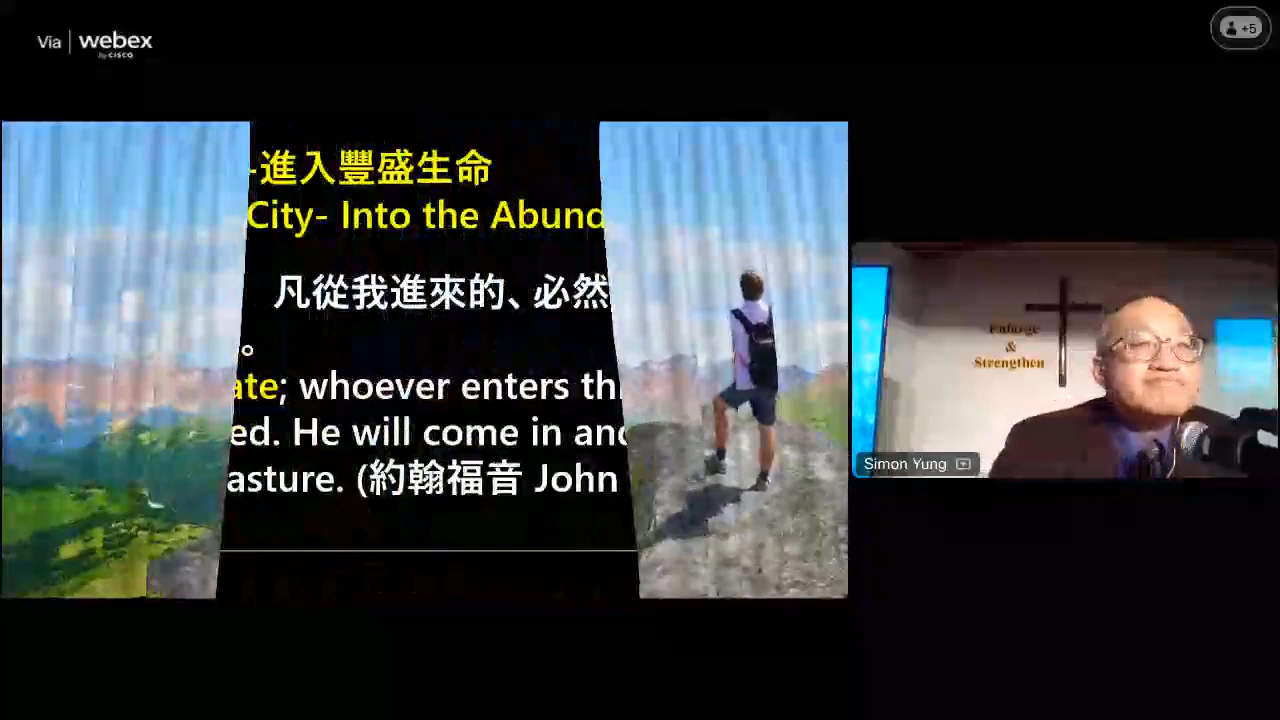 Via webex
by CISCO
+5
-進入豐盛生命
City- Into the Abund
凡從我進來的、必然
。
ate; whoever enters th
ed. He will come in and
asture. (約翰福音 John
Enlarge
&
Strengthen
Simon Yung